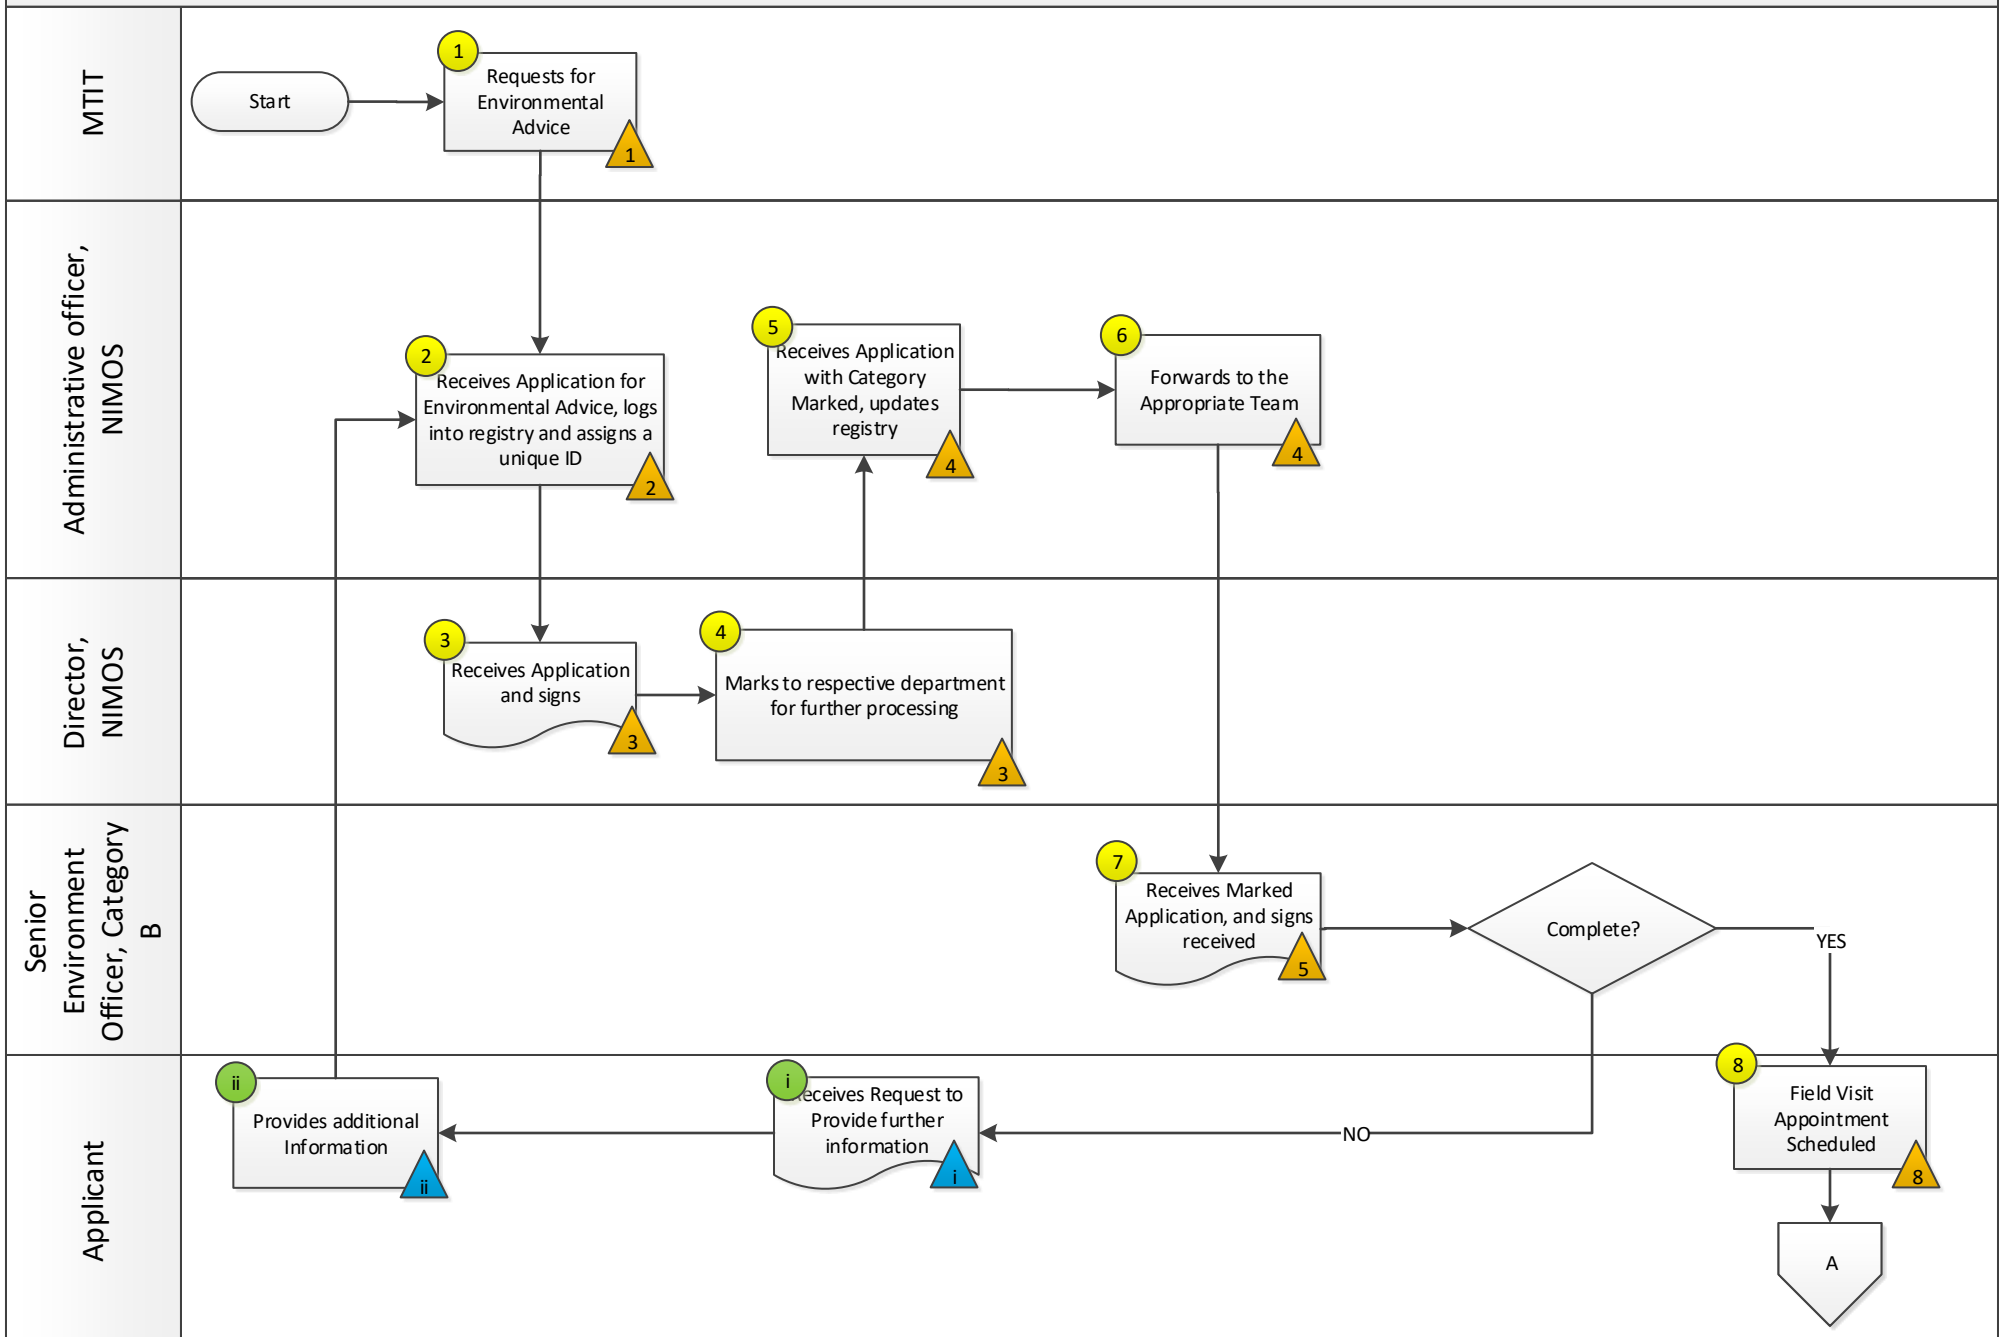 MTIT
Start
1
Requests for
Environmental
Advice
1
Administrative officer,
NIMOS
2
Receives Application for
Environmental Advice, logs
into registry and assigns a
unique ID
2
5
Receives Application
with Category
Marked, updates
registry
4
6
Forwards to the
Appropriate Team
4
Director,
NIMOS
3
Receives Application
and signs
3
4
Marks to respective department
for further processing
3
Senior
Environment
Officer, Category
B
7
Receives Marked
Application, and signs
received
5
Complete?
YES
Applicant
ii
Provides additional
Information
ii
i
Receives Request to
Provide further
information
i
NO
8
Field Visit
Appointment
Scheduled
8
A